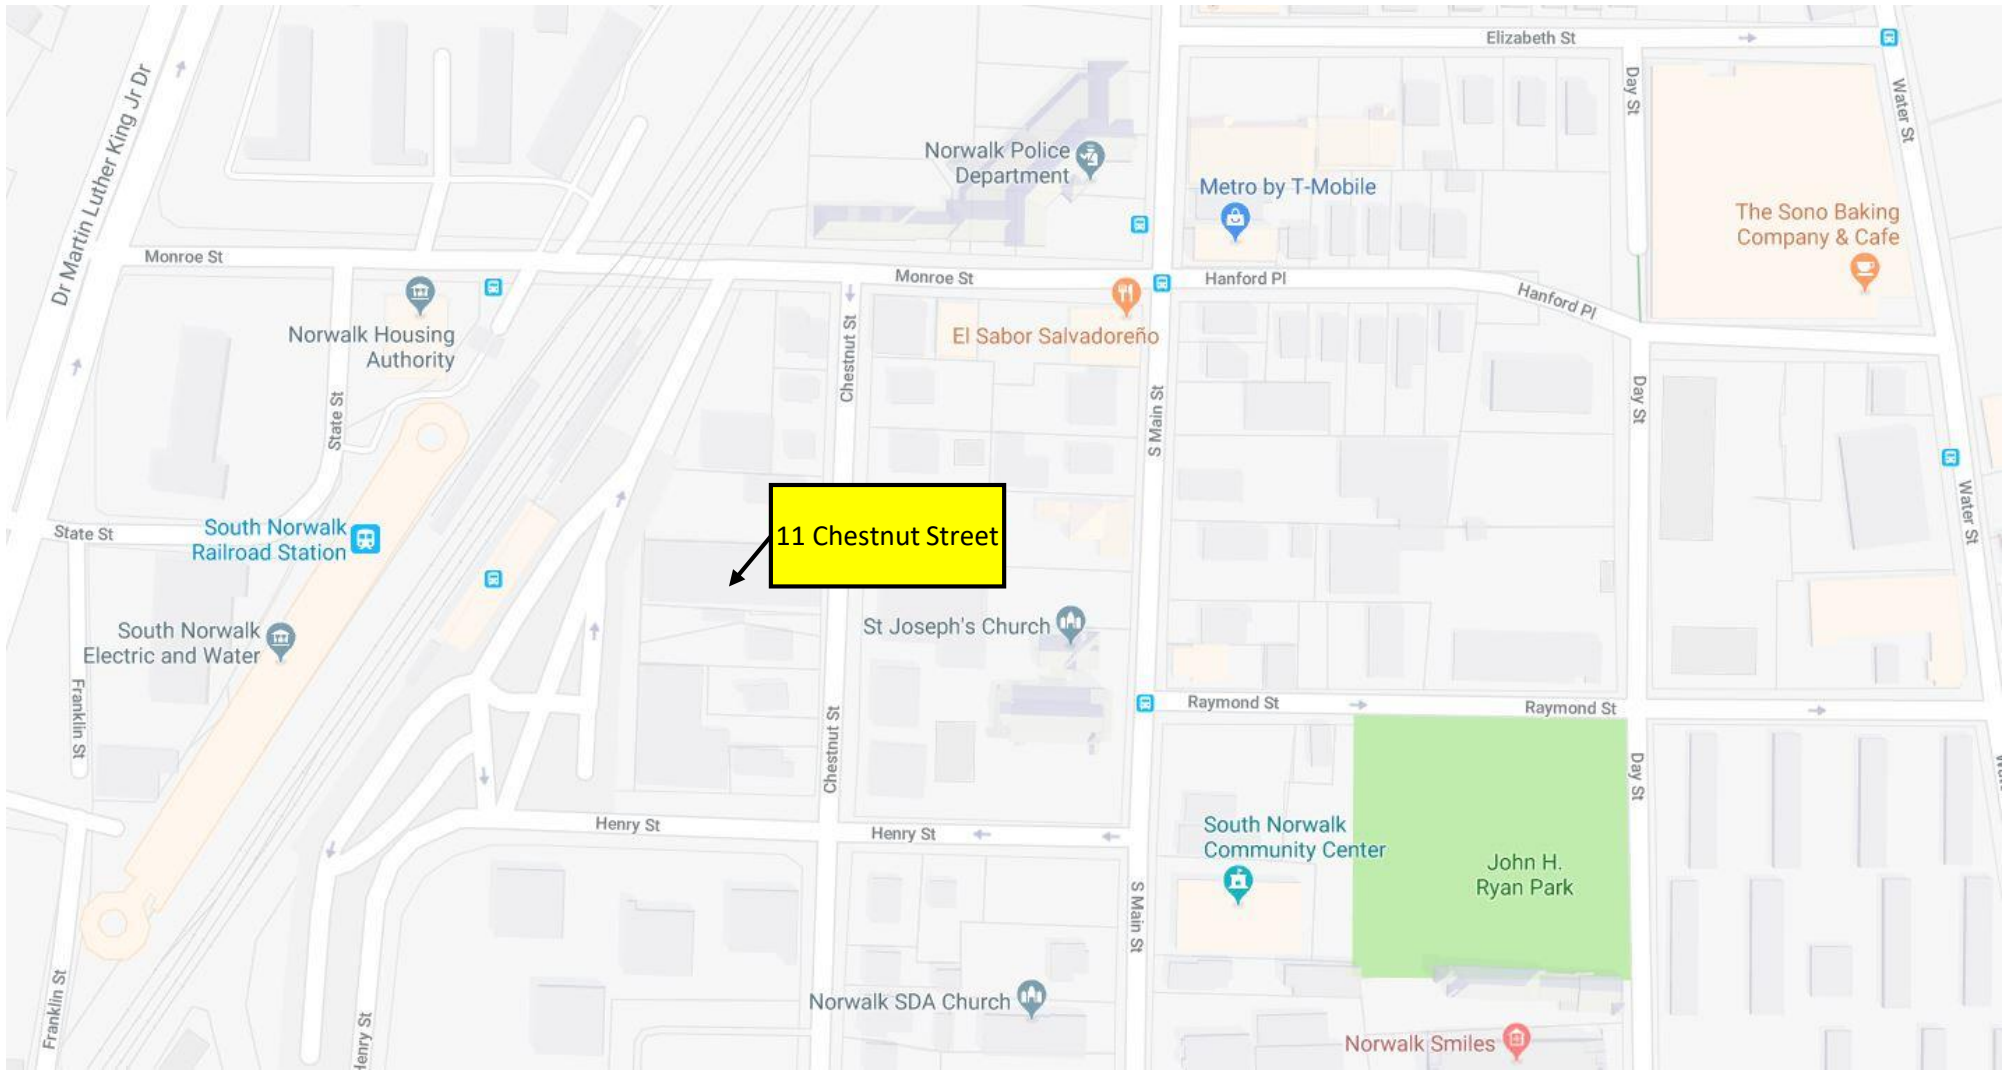 Elizabeth St
Day St
Water St
Dr Martin Luther King Jr Dr
Norwalk Police
Department
Metro by T-Mobile
The Sono Baking
Company & Cafe
Monroe St
Monroe St
Hanford Pl
Hanford Pl
Norwalk Housing
Authority
El Sabor Salvadoreño
Chestnut St
State St
S Main St
Day St
11 Chestnut Street
State St
South Norwalk
Railroad Station
Water St
South Norwalk
Electric and Water
St Joseph's Church
Franklin St
Raymond St
Raymond St
Chestnut St
Day St
Henry St
Henry St
South Norwalk
Community Center
John H.
Ryan Park
S Main St
Norwalk SDA Church
Franklin St
Henry St
Norwalk Smiles